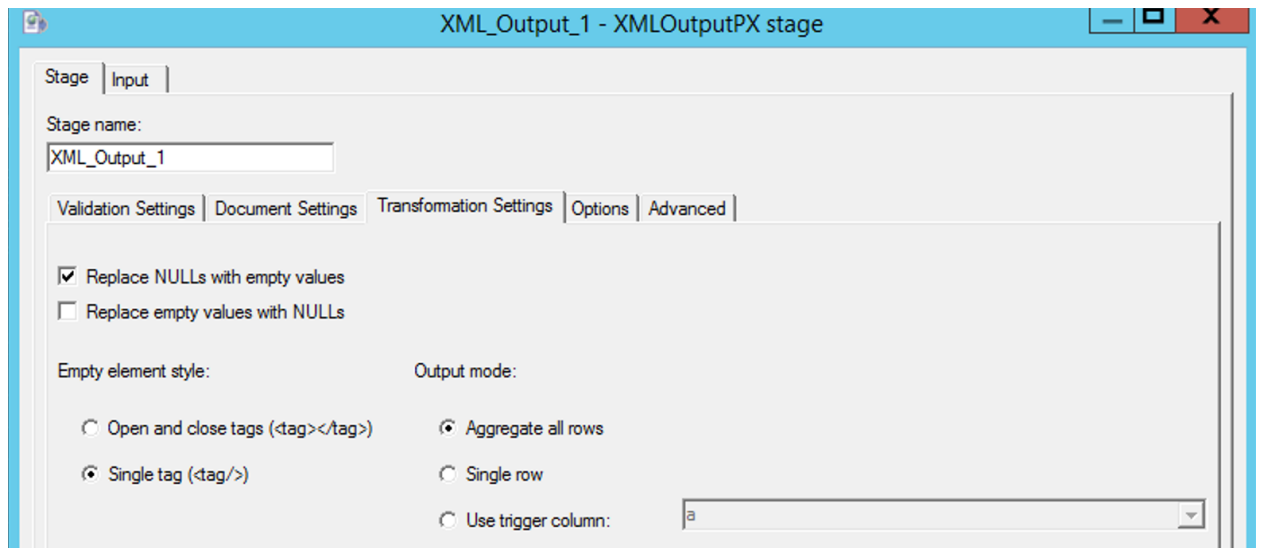 XML_Output_1 - XMLOutputPX stage
Stage Input
Stage name:
XML_Output_1
Validation Settings Document Settings Transformation Settings Options Advanced
Replace NULLs with empty values
Replace empty values with NULLs
Empty element style: Output mode:
Open and close tags (<tag></tag>) Aggregate all rows
Single tag (<tag/>) Single row
Use trigger column: a